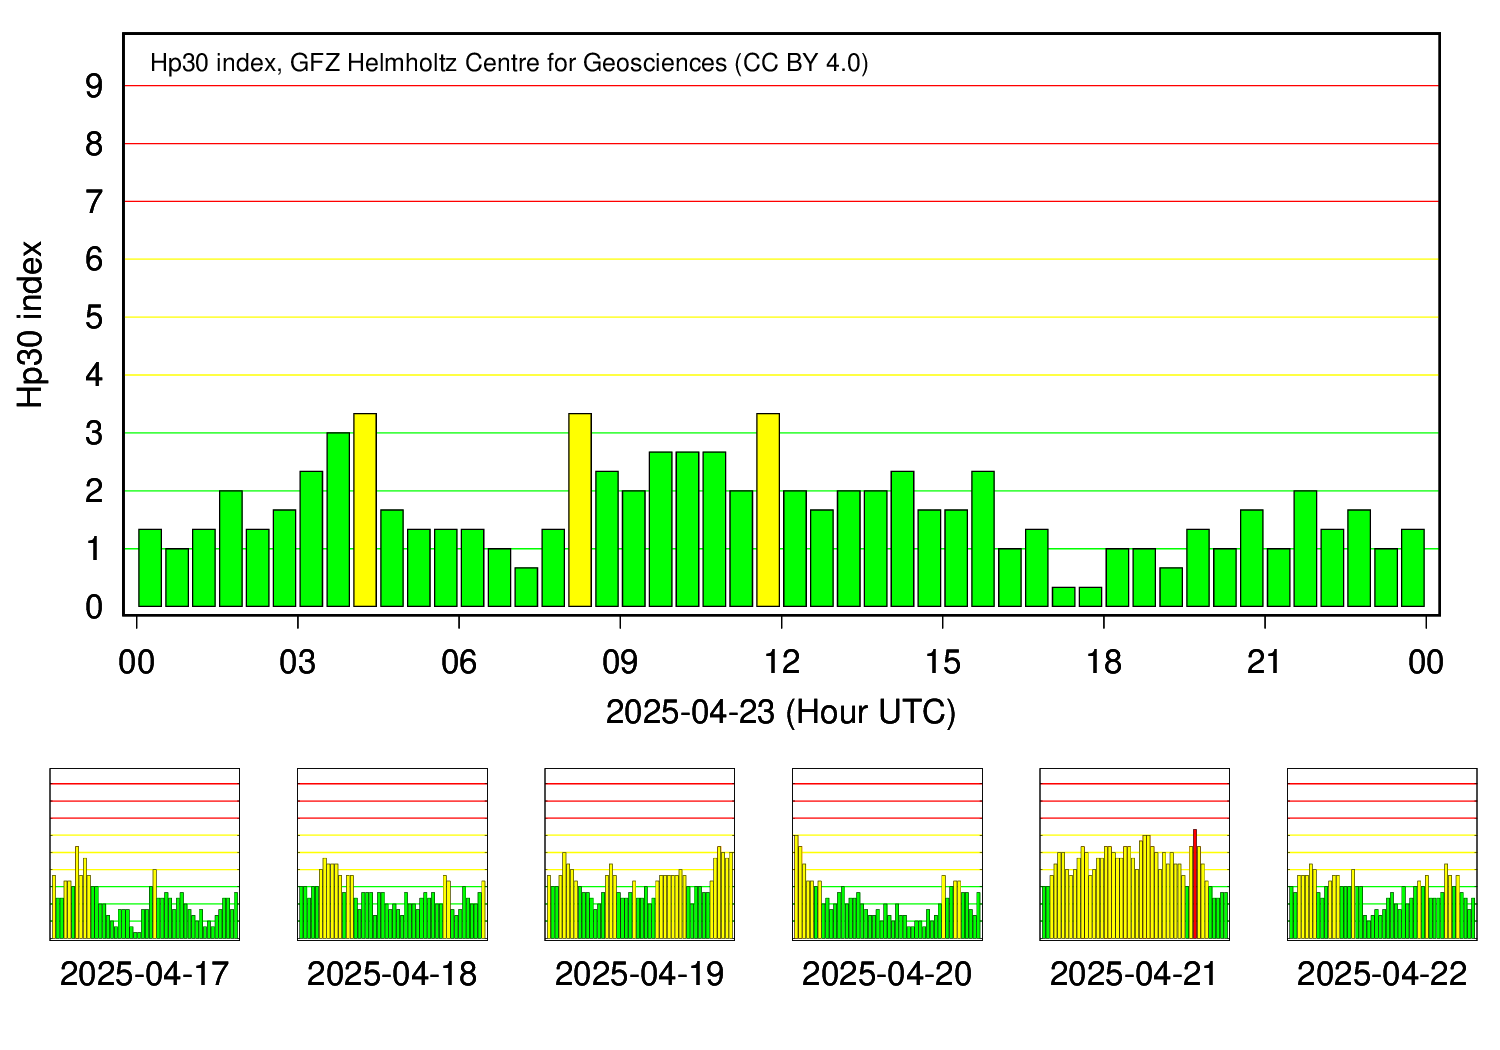 Hp30 index, GFZ Helmholtz Centre for Geosciences (CC BY 4.0)
9
8
7
6
5
4
3
2
1
0
Hp30 index
00 03 06 09 12 15 18 21 00
2025-04-23 (Hour UTC)
2025-04-17 2025-04-18 2025-04-19 2025-04-20 2025-04-21 2025-04-22